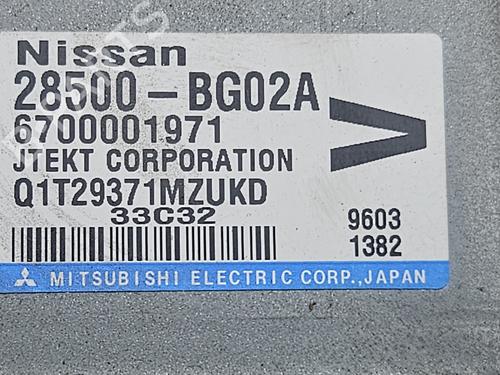 Nissan
28500-BG02A
6700001971
JTEKT CORPORATION
Q1T29371MZUKD
33C32
9603
1382
MITSUBISHI ELECTRIC CORP., JAPAN